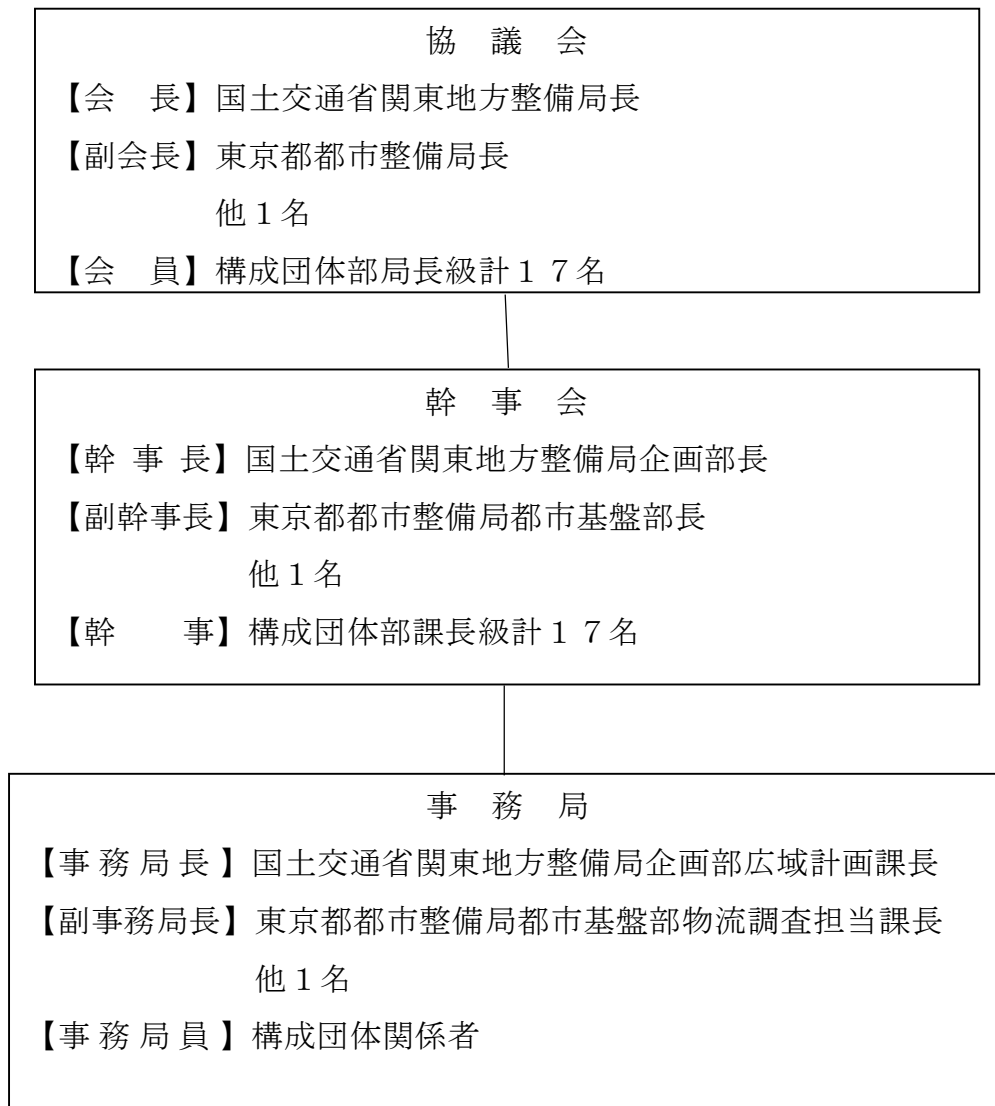 協　議　会
【会　長】国土交通省関東地方整備局長
【副会長】東京都都市整備局長
他１名
【会　員】構成団体部局長級計１７名
幹　事　会
【幹 事 長】国土交通省関東地方整備局企画部長
【副幹事長】東京都都市整備局都市基盤部長
他１名
【幹　　事】構成団体部課長級計１７名
事　務　局
【事 務 局 長 】国土交通省関東地方整備局企画部広域計画課長
【副事務局長】東京都都市整備局都市基盤部物流調査担当課長
他１名
【事 務 局 員 】構成団体関係者